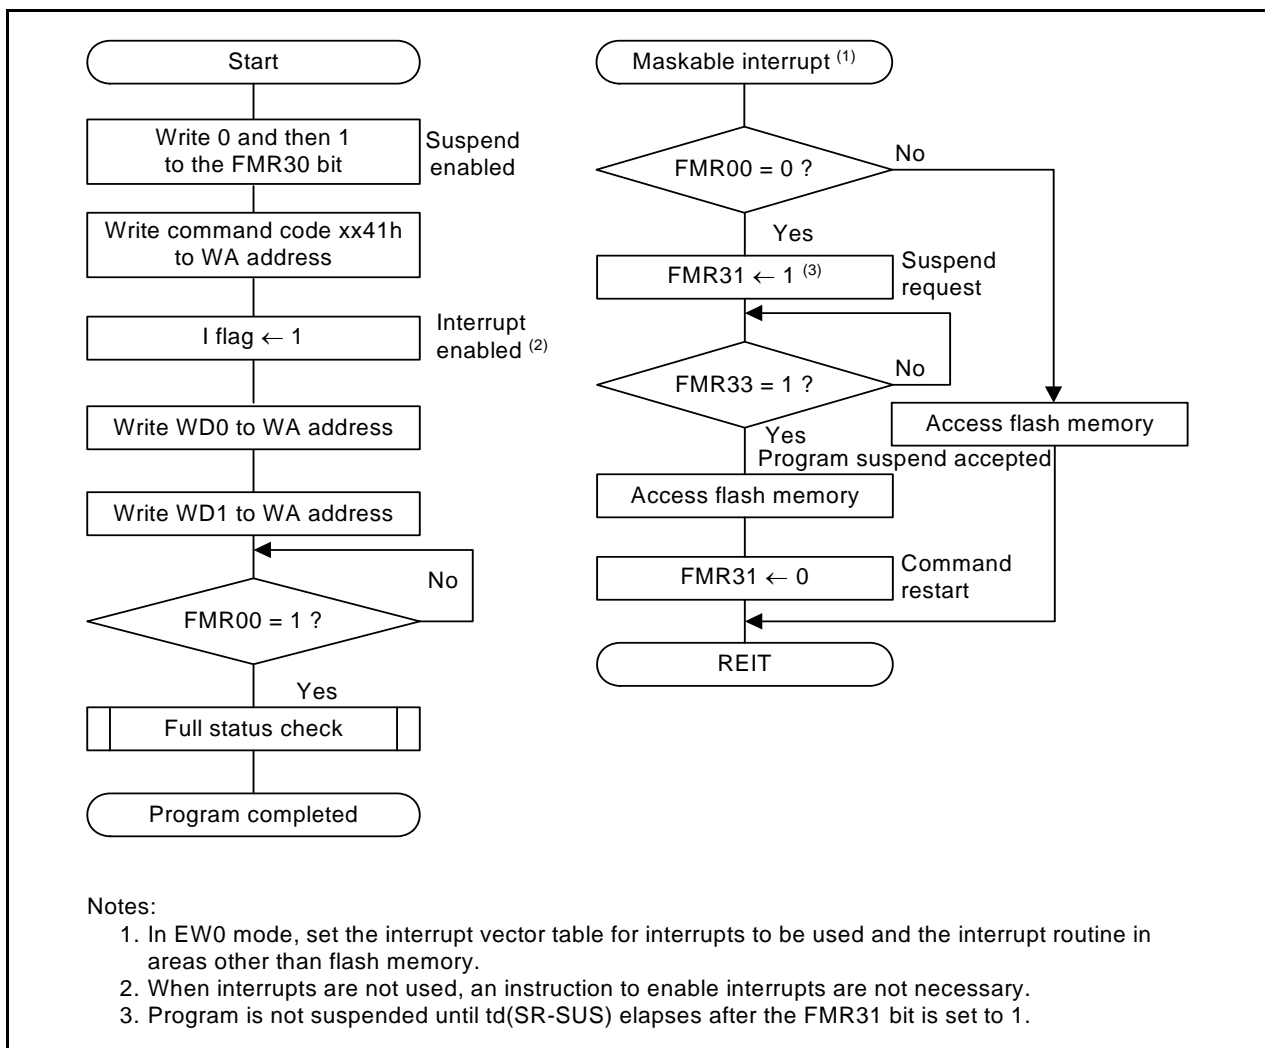 Start
Write 0 and then 1
to the FMR30 bit
Suspend
enabled
Write command code xx41h
to WA address
I flag ← 1
Interrupt
enabled (2)
Write WD0 to WA address
Write WD1 to WA address
No
FMR00 = 1 ?
Yes
Full status check
Program completed
Maskable interrupt (1)
No
FMR00 = 0 ?
Yes
FMR31 ← 1 (3)
Suspend
request
No
FMR33 = 1 ?
Yes
Program suspend accepted
Access flash memory
Access flash memory
FMR31 ← 0
Command
restart
REIT
Notes:
1. In EW0 mode, set the interrupt vector table for interrupts to be used and the interrupt routine in
areas other than flash memory.
2. When interrupts are not used, an instruction to enable interrupts are not necessary.
3. Program is not suspended until td(SR-SUS) elapses after the FMR31 bit is set to 1.